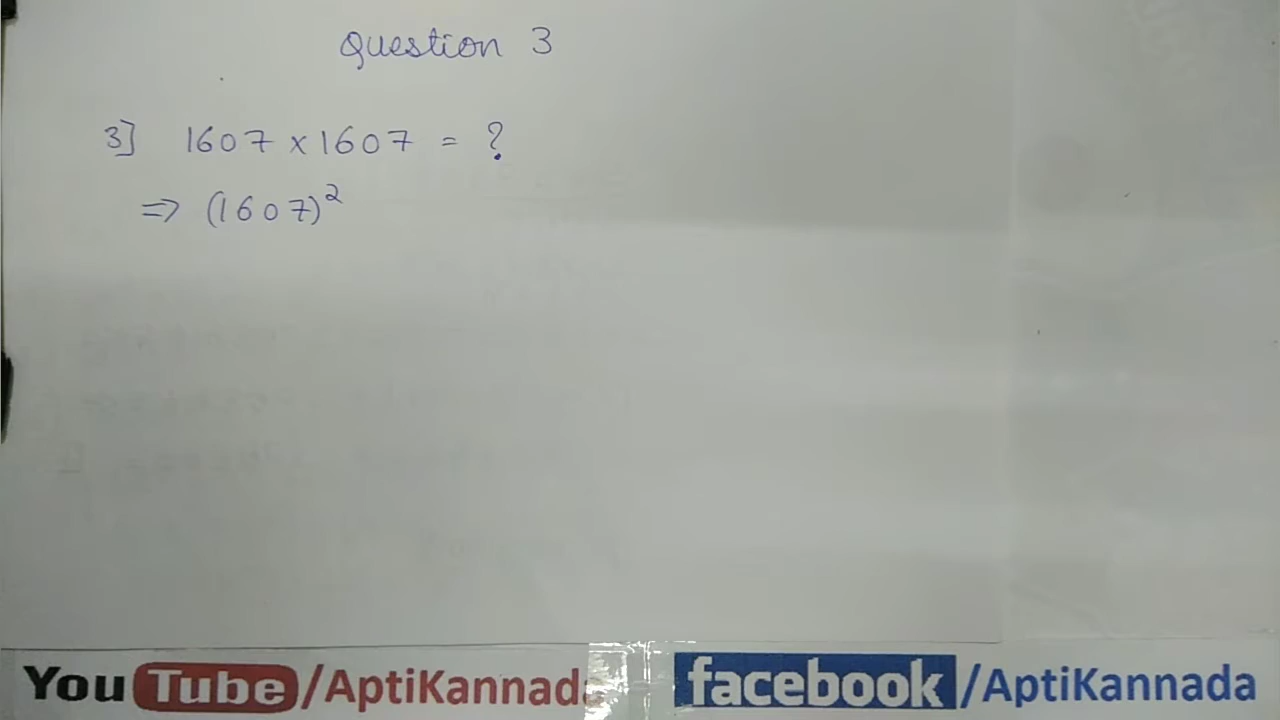 Question 3
3] 1607 x 1607 = ?
=> (1607)²
YouTube/AptiKannada facebook/AptiKannada